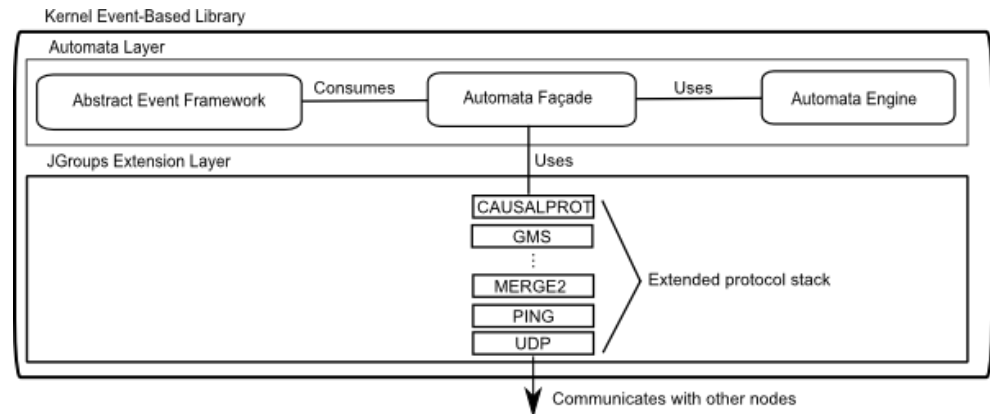 Kernel Event-Based Library
Automata Layer
Abstract Event Framework
Consumes
Automata Façade
Uses
Automata Engine
JGroups Extension Layer
Uses
CAUSALPROT
GMS
⋮
MERGE2
PING
UDP
Extended protocol stack
Communicates with other nodes